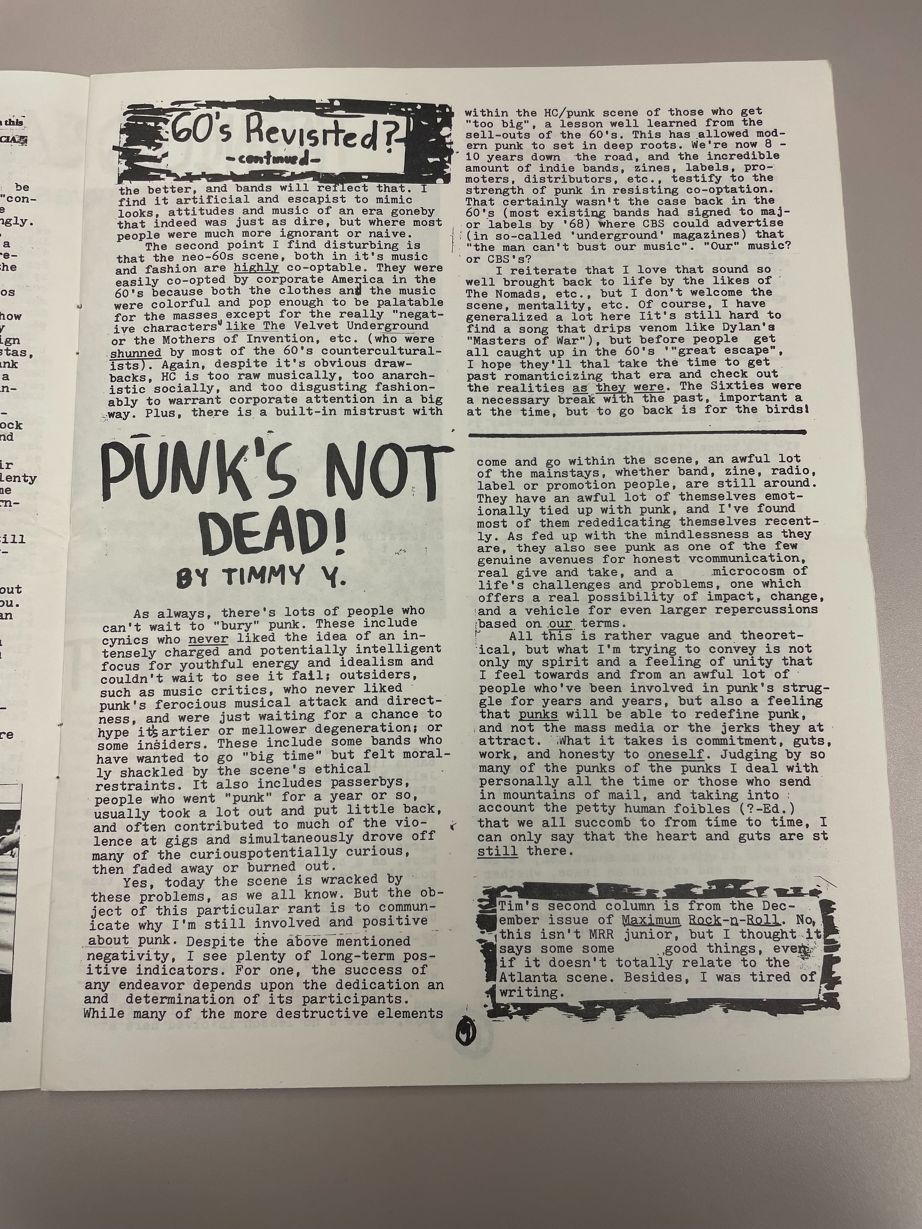 n this
be
"con-
ngly.
a
re-
the
os
how
y
ign
stas,
unk
a
n-
ock
nd
ir
lenty
me
rn-
till
out
ou.
an
re
60's Revisited?
-continued-
the better, and bands will reflect that. I
find it artificial and escapist to mimic
looks, attitudes and music of an era goneby
that indeed was just as dire, but where most
people were much more ignorant or naive.
The second point I find disturbing is
that the neo-60s scene, both in it's music
and fashion are highly co-optable. They were
easily co-opted by corporate America in the
60's because both the clothes and the music
were colorful and pop enough to be palatable
for the masses except for the really "negat-
ive characters" like The Velvet Underground
or the Mothers of Invention, etc. (who were
shunned by most of the 60's countercultural-
ists). Again, despite it's obvious draw-
backs, HC is too raw musically, too anarch-
istic socially, and too disgusting fashion-
ably to warrant corporate attention in a big
way. Plus, there is a built-in mistrust with
within the HC/punk scene of those who get
"too big", a lesson well learned from the
sell-outs of the 60's. This has allowed mod-
ern punk to set in deep roots. We're now 8 -
10 years down the road, and the incredible
amount of indie bands, zines, labels, pro-
moters, distributors, etc., testify to the
strength of punk in resisting co-optation.
That certainly wasn't the case back in the
60's (most existing bands had signed to maj-
or labels by '68) where CBS could advertise
(in so-called 'underground' magazines) that
"the man can't bust our music". "Our" music?
or CBS's?
I reiterate that I love that sound so
well brought back to life by the likes of
The Nomads, etc., but I don't welcome the
scene, mentality, etc. Of course, I have
generalized a lot here Iit's still hard to
find a song that drips venom like Dylan's
"Masters of War"), but before people get
all caught up in the 60's '"great escape",
I hope they'll thal take the time to get
past romanticizing that era and check out
the realities as they were. The Sixties were
a necessary break with the past, important a
at the time, but to go back is for the birds!
PUNK'S NOT
DEAD!
BY TIMMY Y.
As always, there's lots of people who
can't wait to "bury" punk. These include
cynics who never liked the idea of an in-
tensely charged and potentially intelligent
focus for youthful energy and idealism and
couldn't wait to see it fail; outsiders,
such as music critics, who never liked
punk's ferocious musical attack and direct-
ness, and were just waiting for a chance to
hype its artier or mellower degeneration; or
some insiders. These include some bands who
have wanted to go "big time" but felt moral-
ly shackled by the scene's ethical
restraints. It also includes passerbys,
people who went "punk" for a year or so,
usually took a lot out and put little back,
and often contributed to much of the vio-
lence at gigs and simultaneously drove off
many of the curiouspotentially curious,
then faded away or burned out.
Yes, today the scene is wracked by
these problems, as we all know. But the ob-
ject of this particular rant is to commun-
icate why I'm still involved and positive
about punk. Despite the above mentioned
negativity, I see plenty of long-term pos-
itive indicators. For one, the success of
any endeavor depends upon the dedication an
and determination of its participants.
While many of the more destructive elements
come and go within the scene, an awful lot
of the mainstays, whether band, zine, radio,
label or promotion people, are still around.
They have an awful lot of themselves emot-
ionally tied up with punk, and I've found
most of them rededicating themselves recent-
ly. As fed up with the mindlessness as they
are, they also see punk as one of the few
genuine avenues for honest vcommunication,
real give and take, and a microcosm of
life's challenges and problems, one which
offers a real possibility of impact, change,
and a vehicle for even larger repercussions
based on our terms.
All this is rather vague and theoret-
ical, but what I'm trying to convey is not
only my spirit and a feeling of unity that
I feel towards and from an awful lot of
people who've been involved in punk's strug-
gle for years and years, but also a feeling
that punks will be able to redefine punk,
and not the mass media or the jerks they at
attract. What it takes is commitment, guts,
work, and honesty to oneself. Judging by so
many of the punks of the punks I deal with
personally all the time or those who send
in mountains of mail, and taking into
account the petty human foibles (?-Ed.)
that we all succomb to from time to time, I
can only say that the heart and guts are st
still there.
Tim's second column is from the Dec-
ember issue of Maximum Rock-n-Roll. No,
this isn't MRR junior, but I thought it
says some some good things, even
if it doesn't totally relate to the
Atlanta scene. Besides, I was tired of
writing.